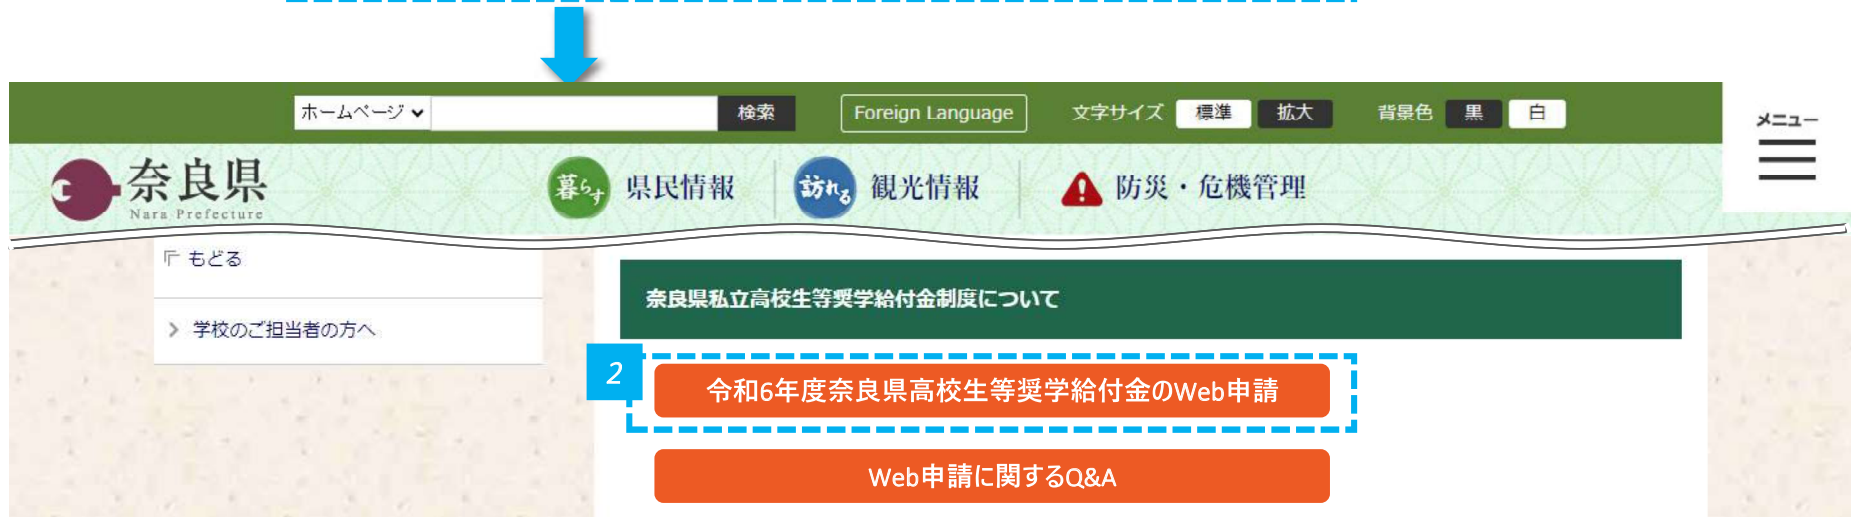 ホームページ 検索 Foreign Language 文字サイズ 標準 拡大 背景色 黒 白
メニュー
奈良県
Nara Prefecture
暮らす 県民情報 訪れる 観光情報 防災・危機管理
もどる
学校のご担当者の方へ
奈良県私立高校生等奨学給付金制度について
2
令和6年度奈良県高校生等奨学給付金のWeb申請
Web申請に関するQ&A